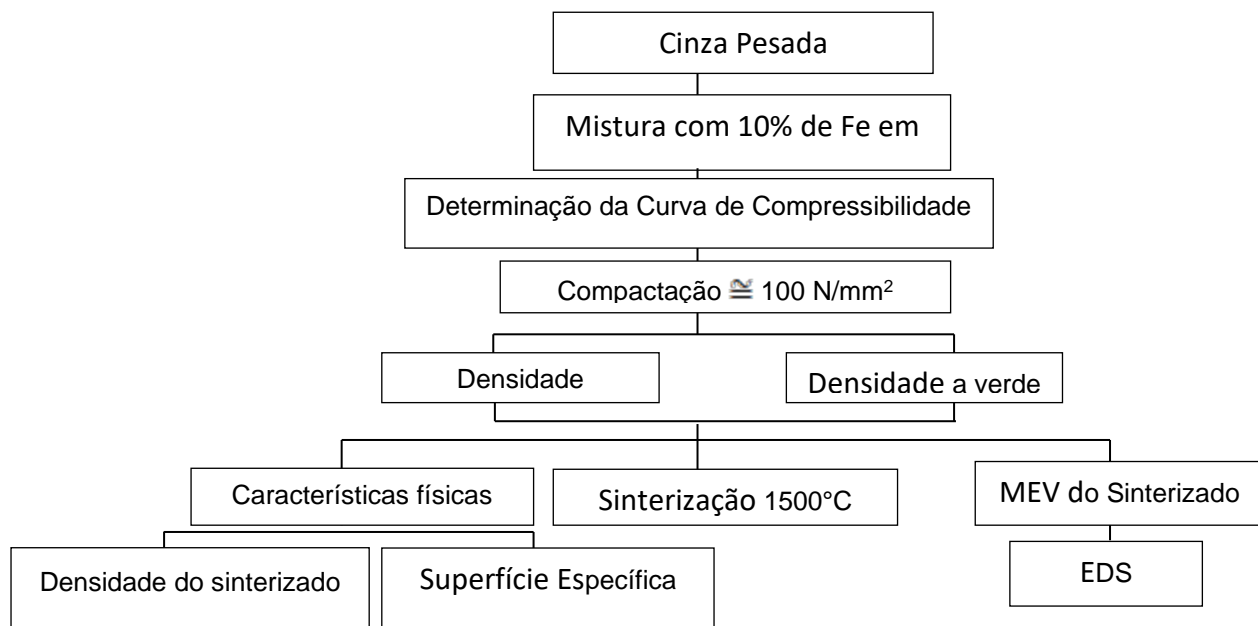 Cinza Pesada
Mistura com 10% de Fe em
Determinação da Curva de Compressibilidade
Compactação ≅ 100 N/mm²
Densidade
Densidade a verde
Características físicas
Sinterização 1500°C
MEV do Sinterizado
Densidade do sinterizado
Superfície Específica
EDS